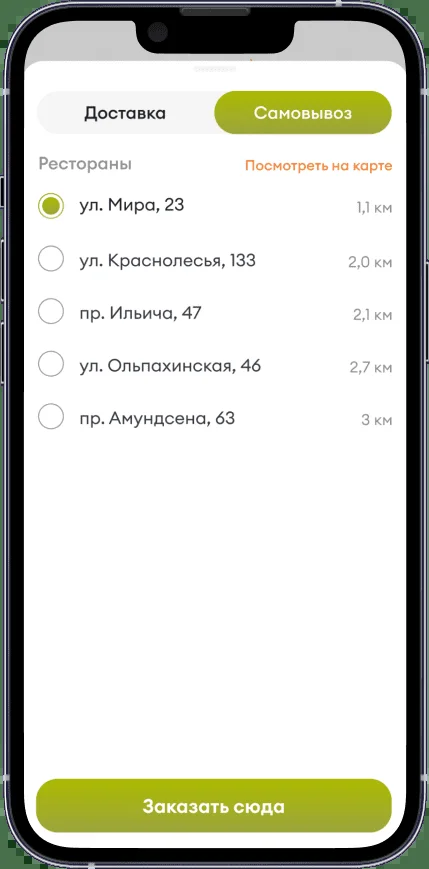 Доставка Самовывоз
Рестораны Посмотреть на карте
ул. Мира, 23 1,1 км
ул. Краснолесья, 133 2,0 км
пр. Ильича, 47 2,1 км
ул. Ольпахинская, 46 2,7 км
пр. Амундсена, 63 3 км
Заказать сюда